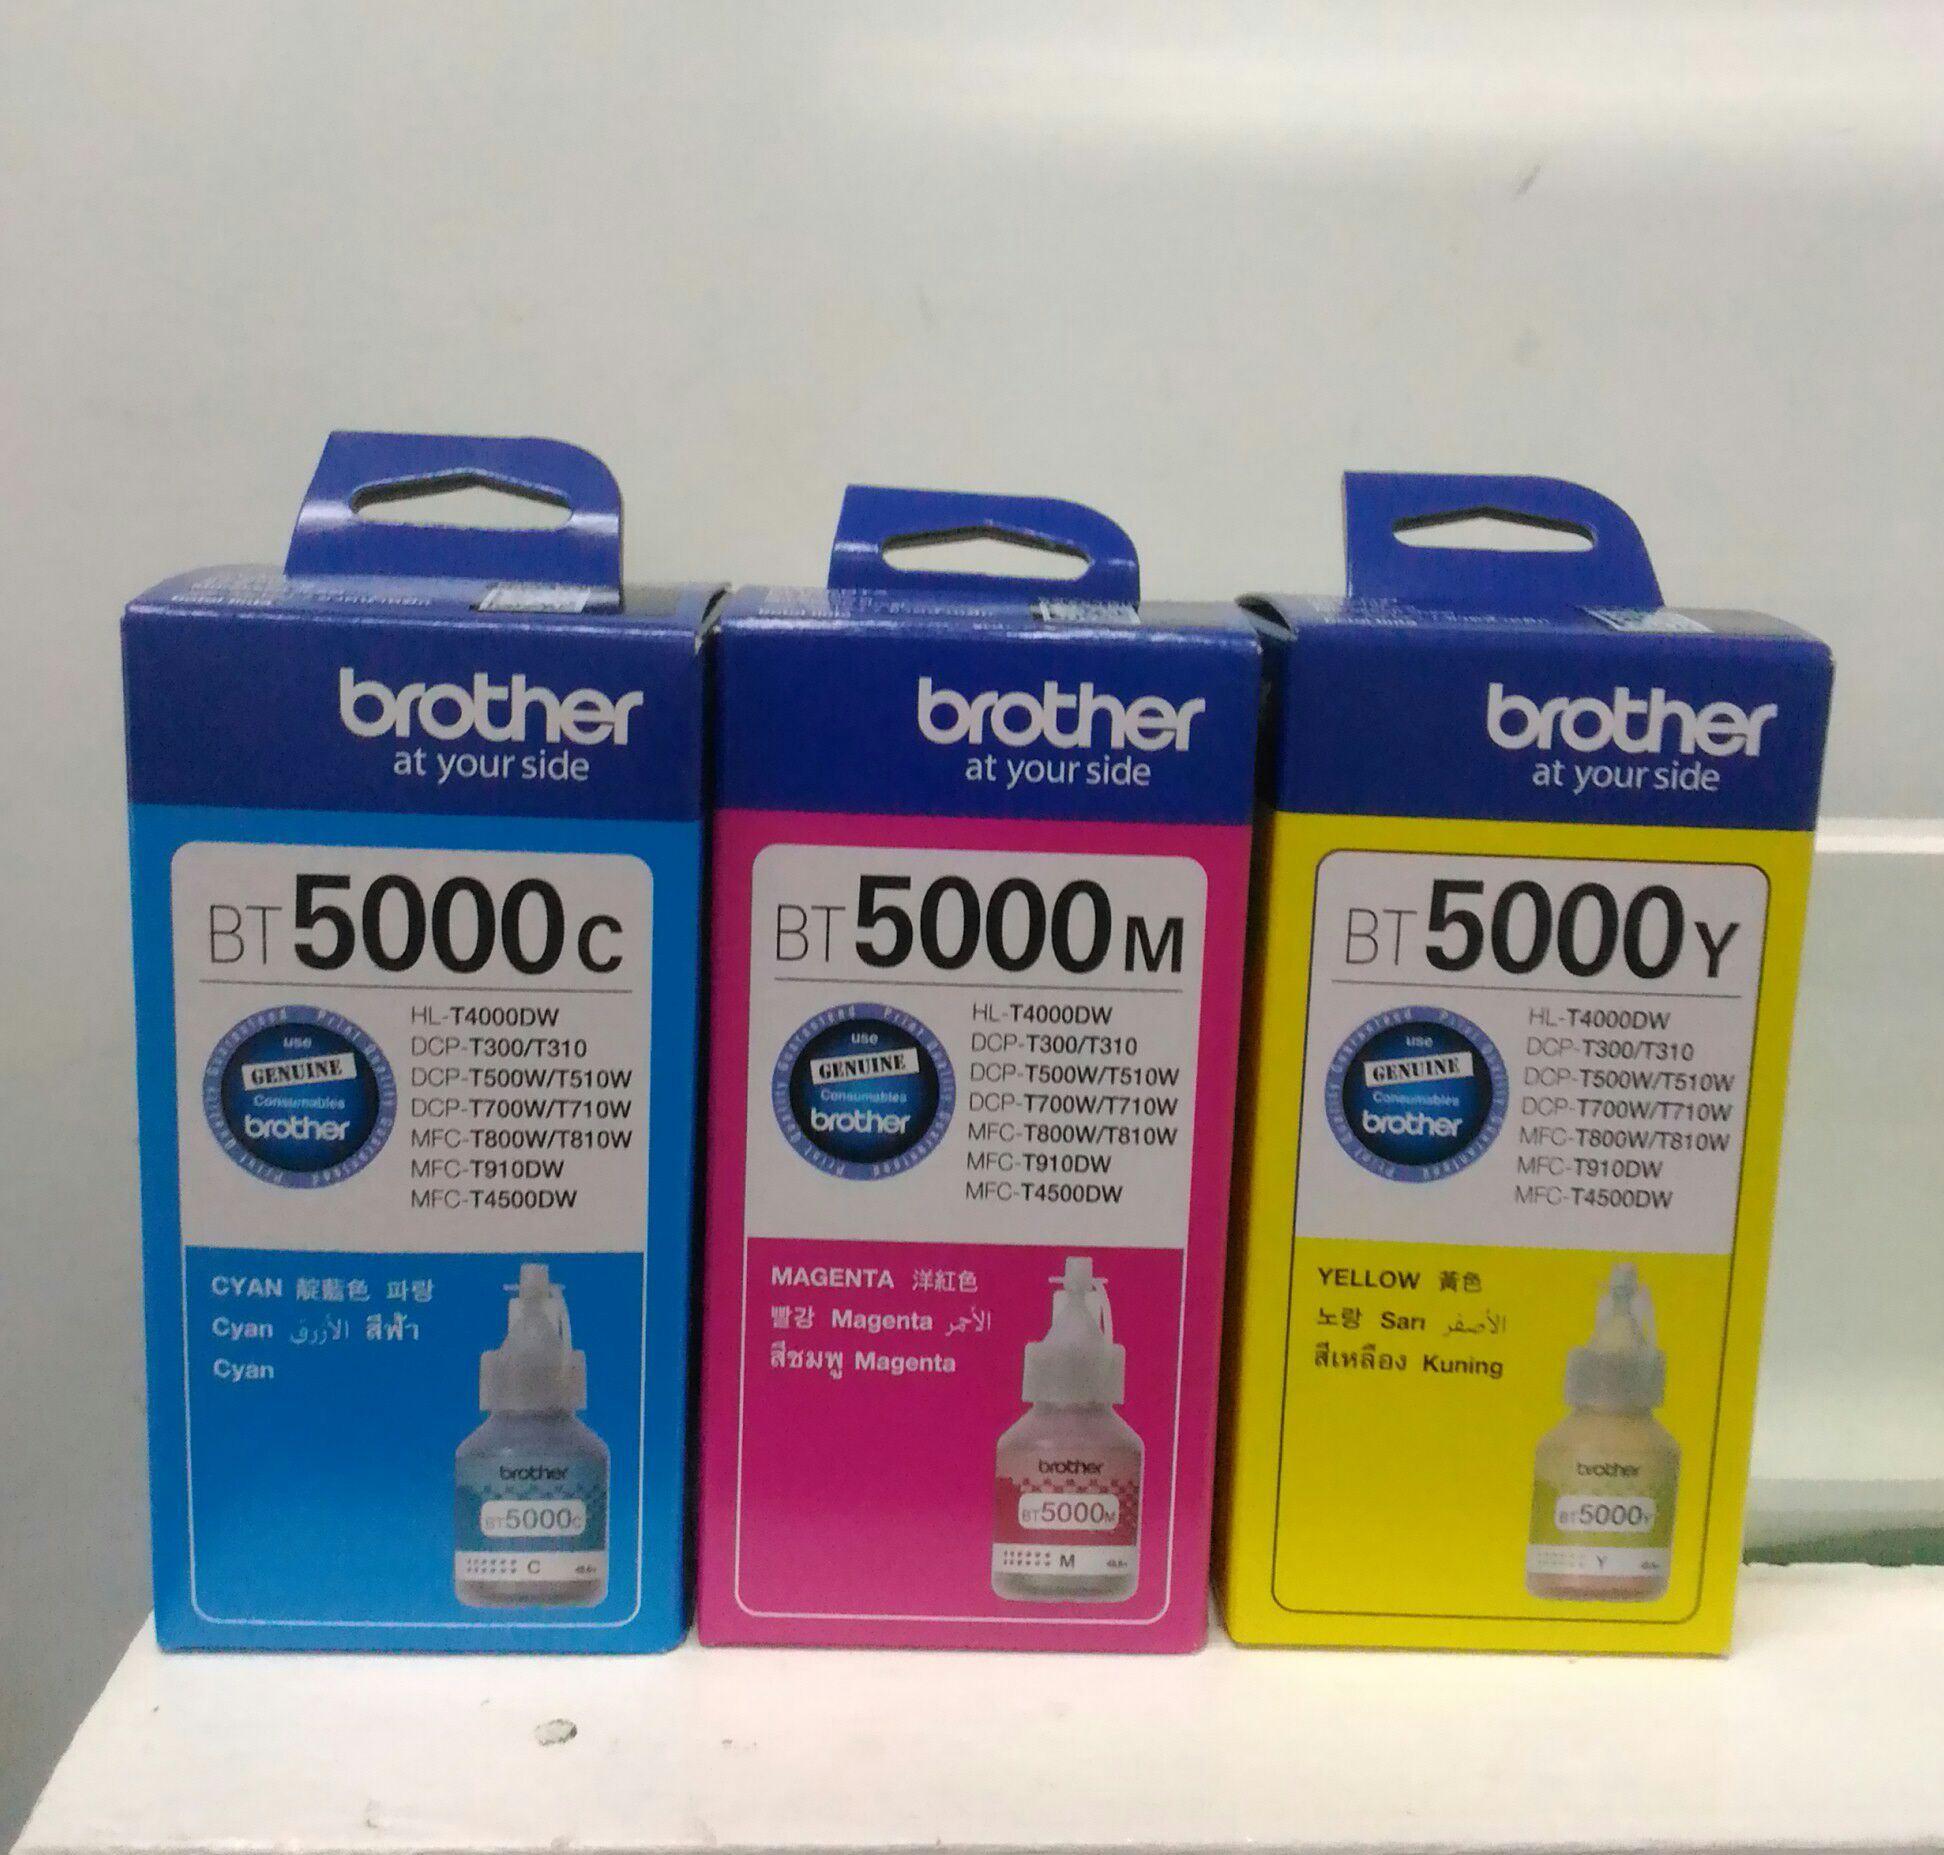 brother
at your side
BT5000C
use
GENUINE
Consumables
brother
HL-T4000DW
DCP-T300/T310
DCP-T500W/T510W
DCP-T700W/T710W
MFC-T800W/T810W
MFC-T910DW
MFC-T4500DW
CYAN 靛藍色 파랑
Cyan الأزرق สีฟ้า
Cyan
brother
BT5000C
C
brother
at your side
BT5000M
use
GENUINE
Consumables
brother
HL-T4000DW
DCP-T300/T310
DCP-T500W/T510W
DCP-T700W/T710W
MFC-T800W/T810W
MFC-T910DW
MFC-T4500DW
MAGENTA 洋紅色
빨강 Magenta الأحمر
สีชมพู Magenta
brother
BT5000M
M
brother
at your side
BT5000Y
use
GENUINE
Consumables
brother
HL-T4000DW
DCP-T300/T310
DCP-T500W/T510W
DCP-T700W/T710W
MFC-T800W/T810W
MFC-T910DW
MFC-T4500DW
YELLOW 黃色
노랑 Sarı الأصفر
สีเหลือง Kuning
brother
BT5000Y
Y